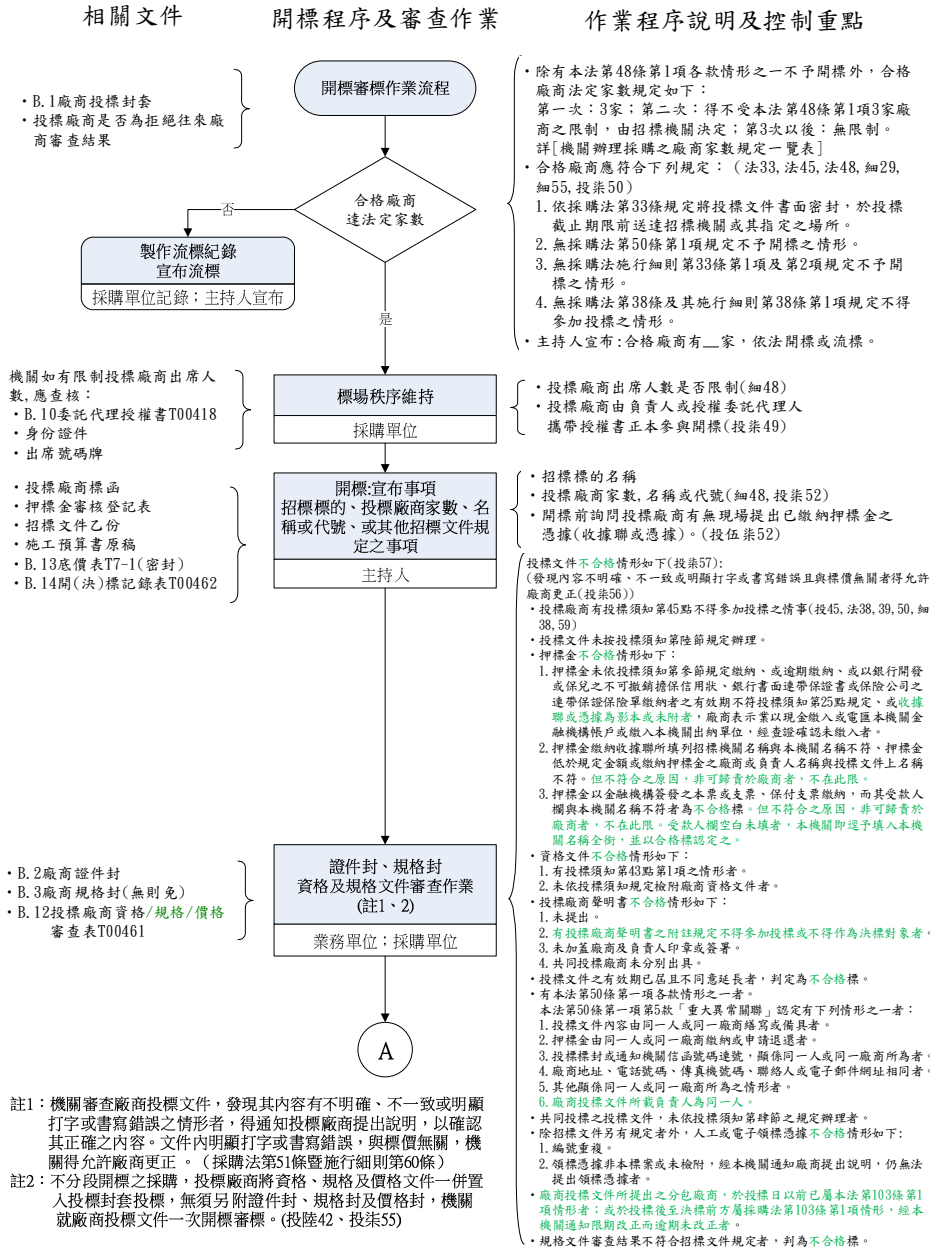 相關文件
開標程序及審查作業
作業程序說明及控制重點
開標審標作業流程
・B.1廠商投標封套
・投標廠商是否為拒絕往來廠
商審查結果
・除有本法第48條第1項各款情形之一不予開標外，合格
廠商法定家數規定如下：
第一次：3家；第二次：得不受本法第48條第1項3家廠
商之限制，由招標機關決定；第3次以後：無限制。
詳[機關辦理採購之廠商家數規定一覽表]
・合格廠商應符合下列規定：（法33,法45,法48,細29,
細55,投柒50）
1.依採購法第33條規定將投標文件書面密封，於投標
截止期限前送達招標機關或其指定之場所。
2.無採購法第50條第1項規定不予開標之情形。
3.無採購法施行細則第33條第1項及第2項規定不予開
標之情形。
4.無採購法第38條及其施行細則第38條第1項規定不得
參加投標之情形。
・主持人宣布:合格廠商有__家，依法開標或流標。
合格廠商
達法定家數
否
製作流標紀錄
宣布流標
採購單位記錄；主持人宣布
是
機關如有限制投標廠商出席人
數,應查核：
・B.10委託代理授權書T00418
・身份證件
・出席號碼牌
標場秩序維持
採購單位
・投標廠商出席人數是否限制(細48)
・投標廠商由負責人或授權委託代理人
攜帶授權書正本參與開標(投柒49)
・投標廠商標函
・押標金審核登記表
・招標文件乙份
・施工預算書原稿
・B.13底價表T7-1(密封)
・B.14開(決)標記錄表T00462
開標:宣布事項
招標標的、投標廠商家數、名
稱或代號、或其他招標文件規
定之事項
主持人
・招標標的名稱
・投標廠商家數,名稱或代號(細48,投柒52)
・開標前詢問投標廠商有無現場提出已繳納押標金之
憑據(收據聯或憑據)。(投伍柒52)
投標文件不合格情形如下(投柒57):
(發現內容不明確、不一致或明顯打字或書寫錯誤且與標價無關者得允許
廠商更正(投柒56))
・投標廠商有投標須知第45點不得參加投標之情事(投45,法38,39,50,細
38,59)
・投標文件未按投標須知第陸節規定辦理。
・押標金不合格情形如下：
1.押標金未依投標須知第參節規定繳納、或逾期繳納、或以銀行開發
或保兌之不可撤銷擔保信用狀、銀行書面連帶保證書或保險公司之
連帶保證保險單繳納者之有效期不符投標須知第25點規定、或收據
聯或憑據為影本或未附者，廠商表示業以現金繳入或電匯本機關金
融機構帳戶或繳入本機關出納單位，經查證確認未繳入者。
2.押標金繳納收據聯所填列招標機關名稱與本機關名稱不符、押標金
低於規定金額或繳納押標金之廠商或負責人名稱與投標文件上名稱
不符。但不符合之原因，非可歸責於廠商者，不在此限。
3.押標金以金融機構簽發之本票或支票、保付支票繳納，而其受款人
欄與本機關名稱不符者為不合格標。但不符合之原因，非可歸責於
廠商者，不在此限。受款人欄空白未填者，本機關即逕予填入本機
關名稱全銜，並以合格標認定之。
・資格文件不合格情形如下：
1.有投標須知第43點第1項之情形者。
2.未依投標須知規定檢附廠商資格文件者。
・投標廠商聲明書不合格情形如下：
1.未提出。
2.有投標廠商聲明書之附註規定不得參加投標或不得作為決標對象者。
3.未加蓋廠商及負責人印章或簽署。
4.共同投標廠商未分別出具。
・投標文件之有效期已屆且不同意延長者，判定為不合格標。
・有本法第50條第一項各款情形之一者。
本法第50條第一項第5款「重大異常關聯」認定有下列情形之一者：
1.投標文件內容由同一人或同一廠商繕寫或備具者。
2.押標金由同一人或同一廠商繳納或申請退還者。
3.投標標封或通知機關信函號碼連號，顯係同一人或同一廠商所為者。
4.廠商地址、電話號碼、傳真機號碼、聯絡人或電子郵件網址相同者。
5.其他顯係同一人或同一廠商所為之情形者。
6.廠商投標文件所載負責人為同一人。
・共同投標之投標文件，未依投標須知第肆節之規定辦理者。
・除招標文件另有規定者外，人工或電子領標憑據不合格情形如下:
1.編號重複。
2.領標憑據非本標案或未檢附，經本機關通知廠商提出說明，仍無法
提出領標憑據者。
・廠商投標文件所提出之分包廠商，於投標日以前已屬本法第103條第1
項情形者；或於投標後至決標前方屬採購法第103條第1項情形，經本
機關通知限期改正而逾期未改正者。
・規格文件審查結果不符合招標文件規定者，判為不合格標。
・B.2廠商證件封
・B.3廠商規格封(無則免)
・B.12投標廠商資格/規格/價格
審查表T00461
證件封、規格封
資格及規格文件審查作業
(註1、2)
業務單位；採購單位
A
註1：機關審查廠商投標文件，發現其內容有不明確、不一致或明顯
打字或書寫錯誤之情形者，得通知投標廠商提出說明，以確認
其正確之內容。文件內明顯打字或書寫錯誤，與標價無關，機
關得允許廠商更正 。（採購法第51條暨施行細則第60條）
註2：不分段開標之採購，投標廠商將資格、規格及價格文件一併置
入投標封套投標，無須另附證件封、規格封及價格封，機關
就廠商投標文件一次開標審標。(投陸42、投柒55)